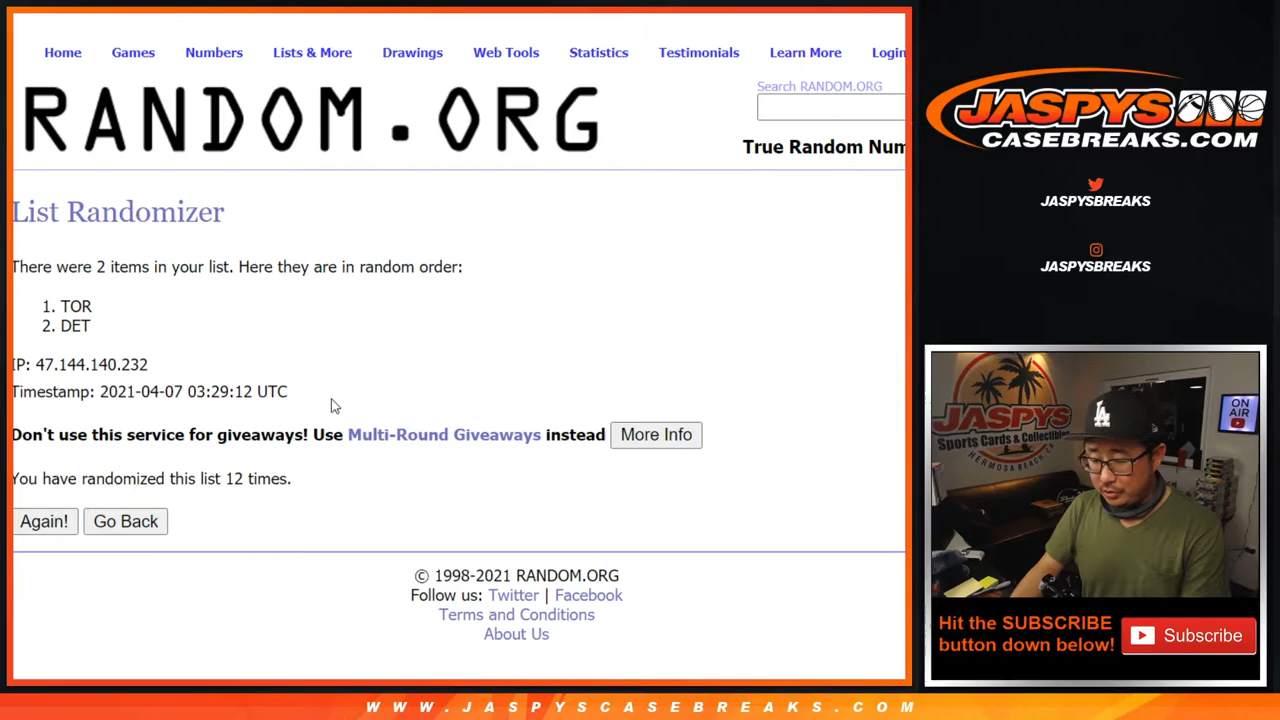 Home Games Numbers Lists & More Drawings Web Tools Statistics Testimonials Learn More Login
RANDOM.ORG
Search RANDOM.ORG
True Random Num
List Randomizer
There were 2 items in your list. Here they are in random order:
1. TOR
2. DET
IP: 47.144.140.232
Timestamp: 2021-04-07 03:29:12 UTC
Don't use this service for giveaways! Use Multi-Round Giveaways instead More Info
You have randomized this list 12 times.
Again! Go Back
© 1998-2021 RANDOM.ORG
Follow us: Twitter | Facebook
Terms and Conditions
About Us
JASPYS
CASEBREAKS.COM
JASPYSBREAKS
JASPYSBREAKS
JASPYS
Sports Cards & Collectibles
HERMOSA BEACH, CA
LA
ON AIR
Hit the SUBSCRIBE
button down below!
Subscribe
WWW.JASPYSCASEBREAKS.COM